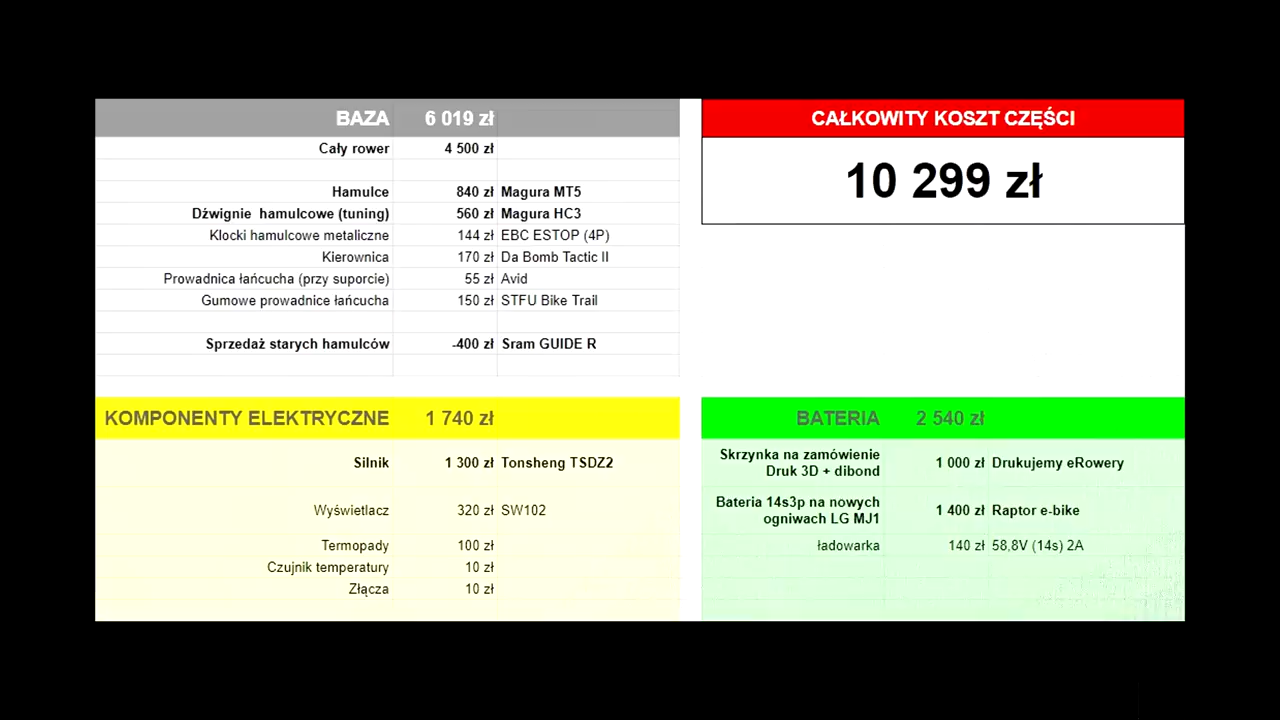 BAZA 6 019 zł
Cały rower 4 500 zł
Hamulce 840 zł Magura MT5
Dźwignie hamulcowe (tuning) 560 zł Magura HC3
Klocki hamulcowe metaliczne 144 zł EBC ESTOP (4P)
Kierownica 170 zł Da Bomb Tactic II
Prowadnica łańcucha (przy suporcie) 55 zł Avid
Gumowe prowadnice łańcucha 150 zł STFU Bike Trail
Sprzedaż starych hamulców -400 zł Sram GUIDE R
CAŁKOWITY KOSZT CZĘŚCI
10 299 zł
KOMPONENTY ELEKTRYCZNE 1 740 zł
Silnik 1 300 zł Tonsheng TSDZ2
Wyświetlacz 320 zł SW102
Termopady 100 zł
Czujnik temperatury 10 zł
Złącza 10 zł
BATERIA 2 540 zł
Skrzynka na zamówienie
Druk 3D + dibond 1 000 zł Drukujemy eRowery
Bateria 14s3p na nowych
ogniwach LG MJ1 1 400 zł Raptor e-bike
ładowarka 140 zł 58,8V (14s) 2A